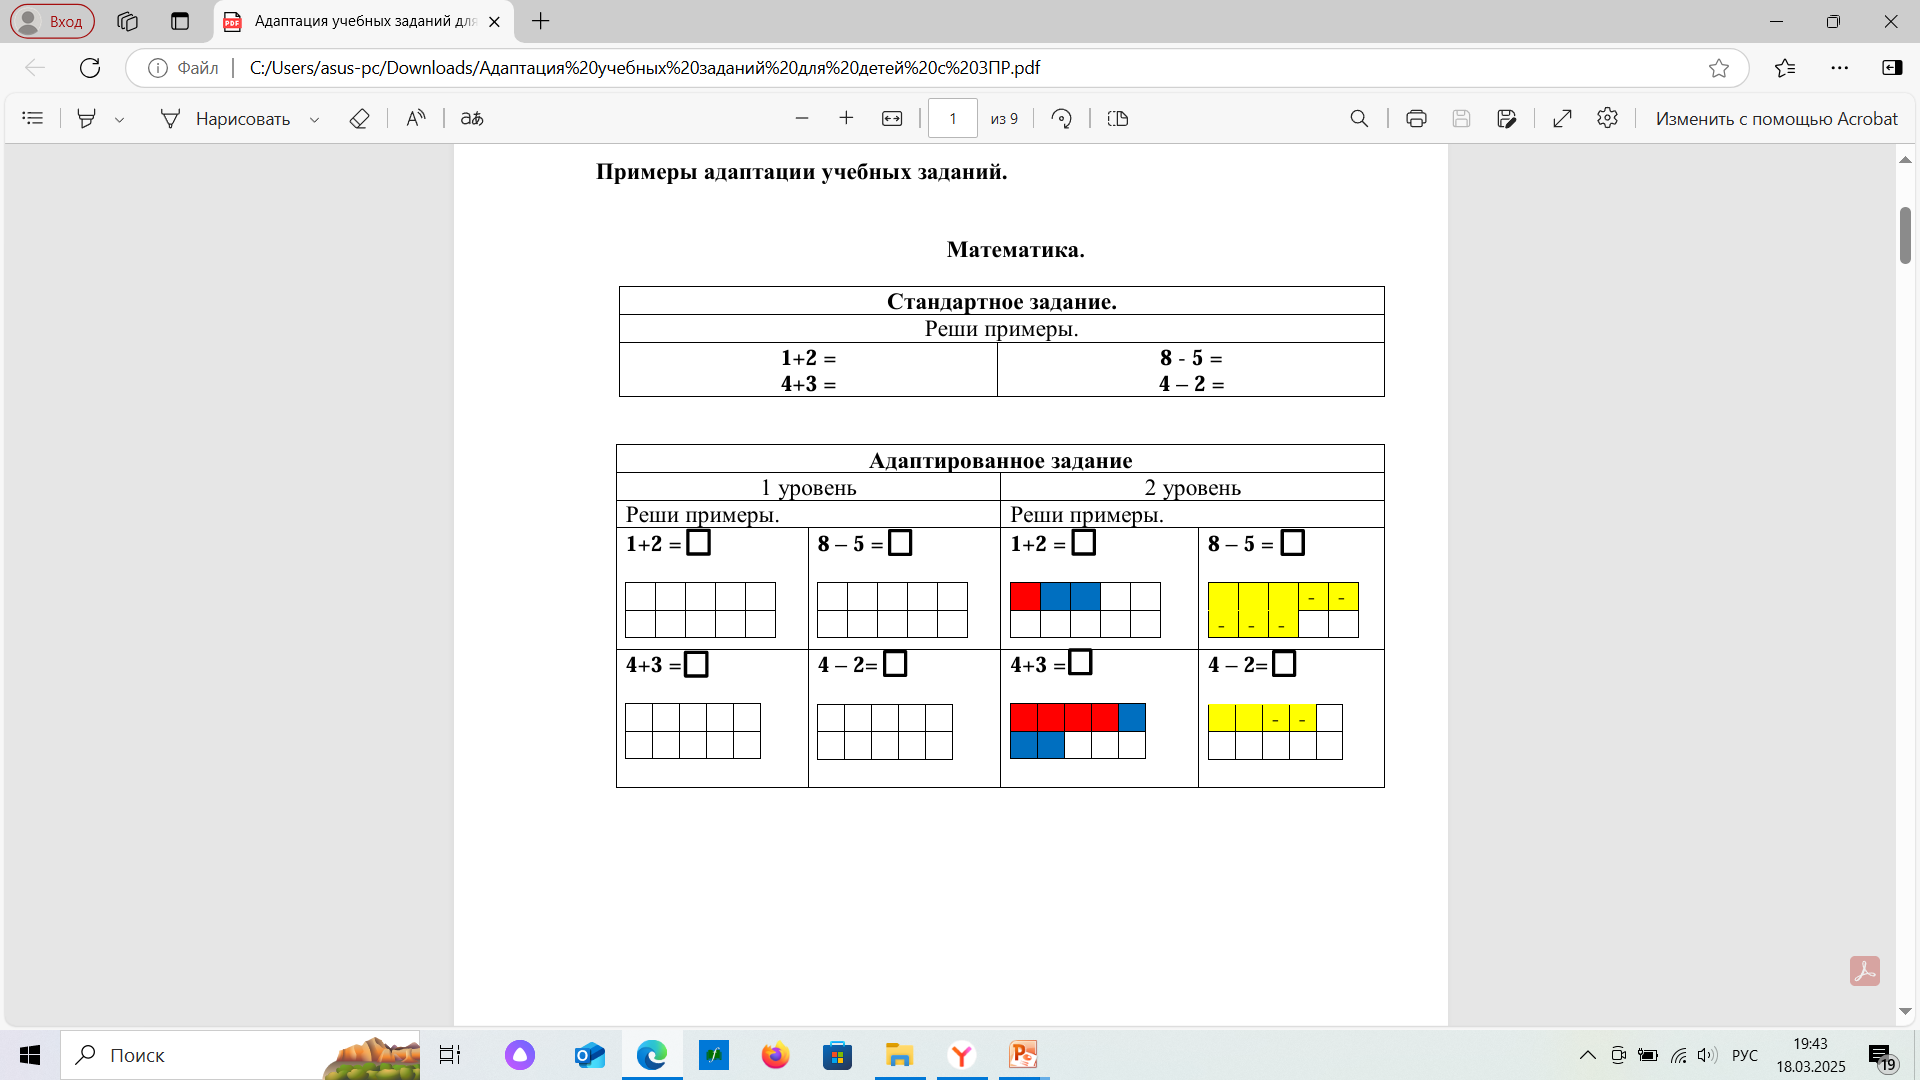 Вход
Адаптация учебных заданий для
Файл
C:/Users/asus-pc/Downloads/Адаптация%20учебных%20заданий%20для%20детей%20с%20ЗПР.pdf
Нарисовать
1 из 9
Изменить с помощью Acrobat
Примеры адаптации учебных заданий.
Математика.
Стандартное задание.
Реши примеры.
1+2 = 8 - 5 =
4+3 = 4 – 2 =
Адаптированное задание
1 уровень 2 уровень
Реши примеры. Реши примеры.
1+2 = 8 – 5 = 1+2 = 8 – 5 =
- -
- - -
4+3 = 4 – 2= 4+3 = 4 – 2=
- -
Поиск
РУС
19:43
18.03.2025
19